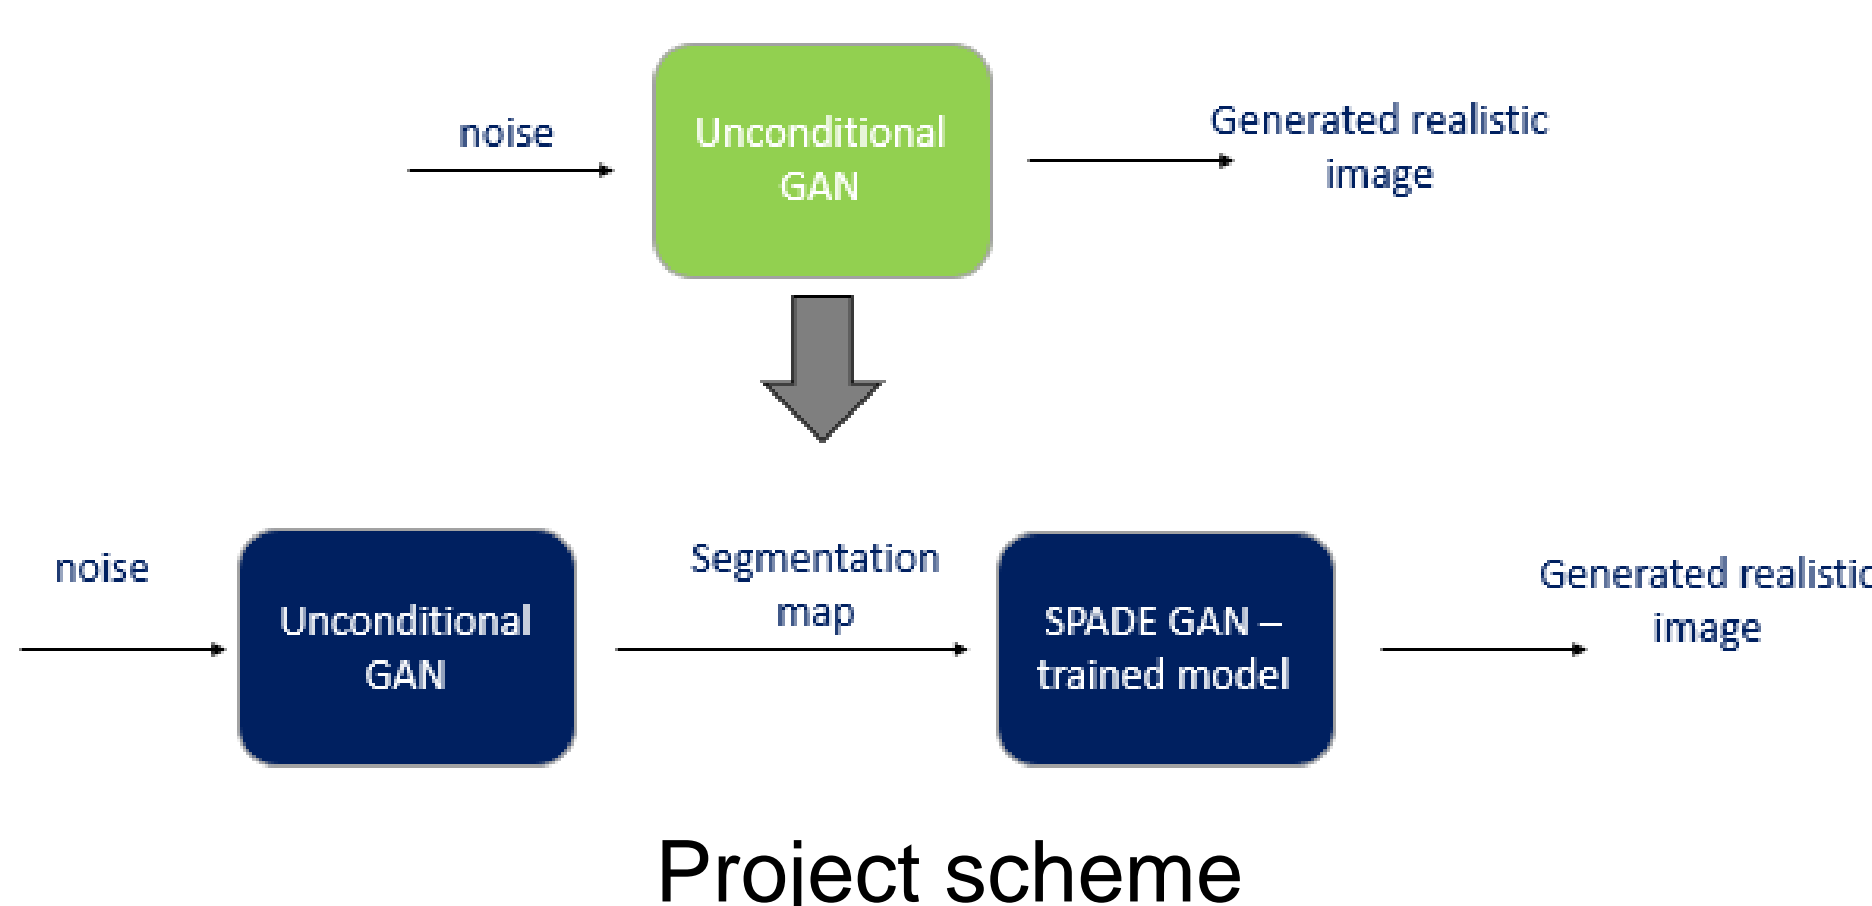 noise
Unconditional
GAN
Generated realistic
image
noise
Unconditional
GAN
Segmentation
map
SPADE GAN –
trained model
Generated realistic
image
Project scheme